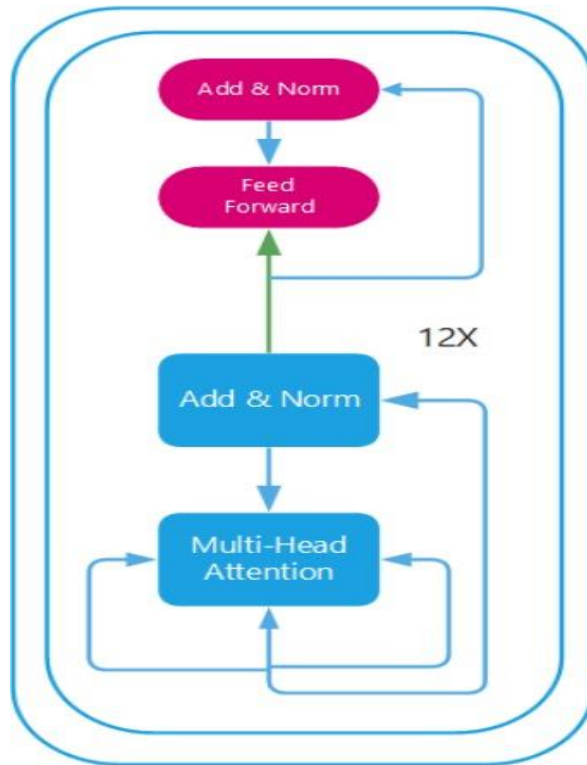 Add & Norm
Feed
Forward
12X
Add & Norm
Multi-Head
Attention